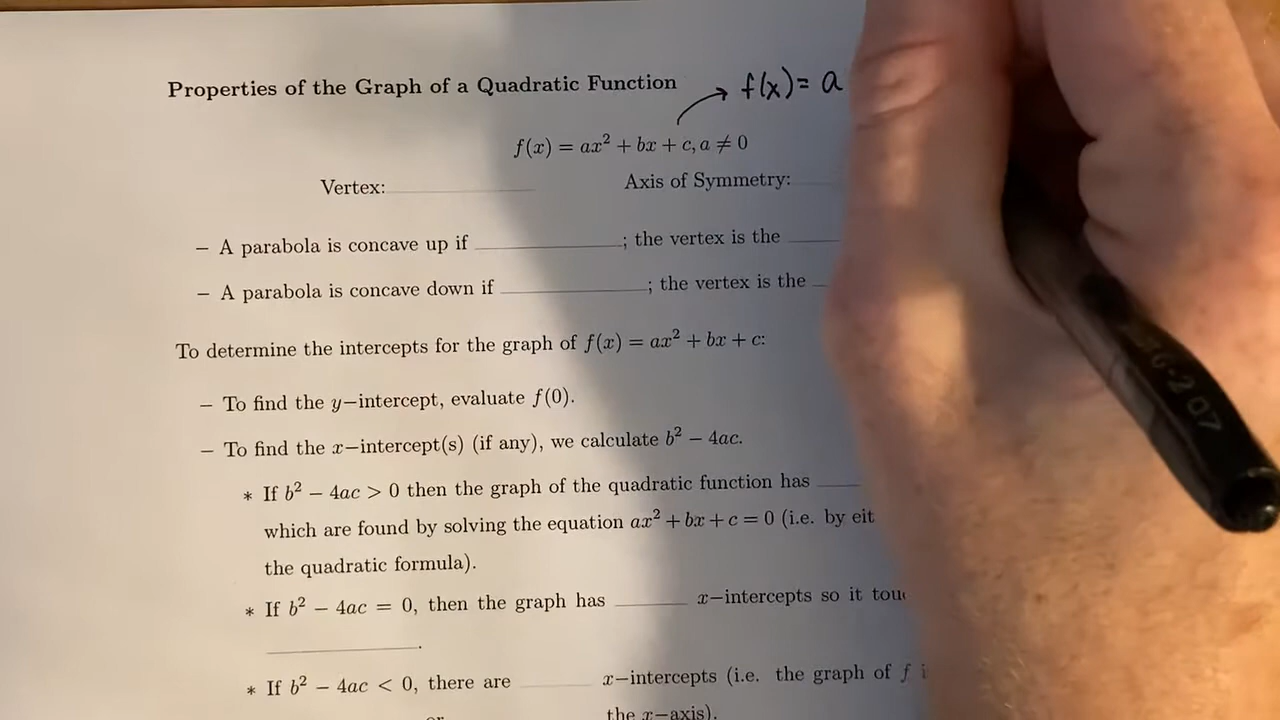 Properties of the Graph of a Quadratic Function → f(x)= a
f(x) = ax² + bx + c, a ≠ 0
Vertex: Axis of Symmetry:
– A parabola is concave up if ; the vertex is the
– A parabola is concave down if ; the vertex is the
To determine the intercepts for the graph of f(x) = ax² + bx + c:
– To find the y−intercept, evaluate f(0).
– To find the x−intercept(s) (if any), we calculate b² − 4ac.
* If b² − 4ac > 0 then the graph of the quadratic function has
which are found by solving the equation ax² + bx + c = 0 (i.e. by
the quadratic formula).
* If b² − 4ac = 0, then the graph has x−intercepts so it
.
* If b² − 4ac < 0, there are x−intercepts (i.e. the graph of f
or the x−axis).